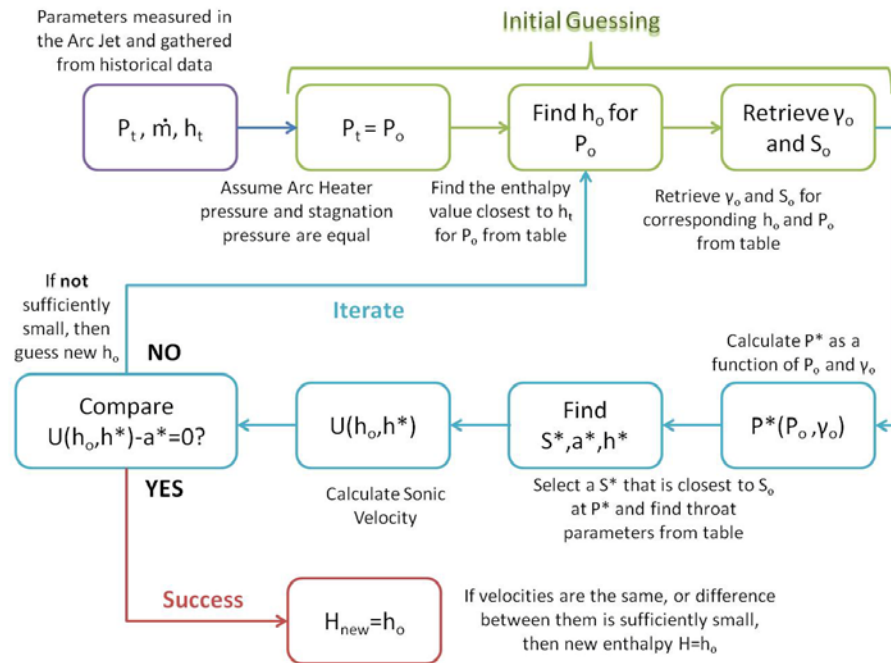 Initial Guessing
Parameters measured in
the Arc Jet and gathered
from historical data
Pₜ, ṁ, hₜ
Pₜ = Pₒ
Assume Arc Heater
pressure and stagnation
pressure are equal
Find hₒ for
Pₒ
Find the enthalpy
value closest to hₜ
for Pₒ from table
Retrieve γₒ
and Sₒ
Retrieve γₒ and Sₒ for
corresponding hₒ and Pₒ
from table
Calculate P* as a
function of Pₒ and γₒ
P*(Pₒ,γₒ)
Find
S*,a*,h*
Select a S* that is closest to Sₒ
at P* and find throat
parameters from table
U(hₒ,h*)
Calculate Sonic
Velocity
Compare
U(hₒ,h*)-a*=0?
If not
sufficiently
small, then
guess new hₒ
NO
Iterate
YES
Success
Hnew=hₒ
If velocities are the same, or difference
between them is sufficiently small,
then new enthalpy H=hₒ